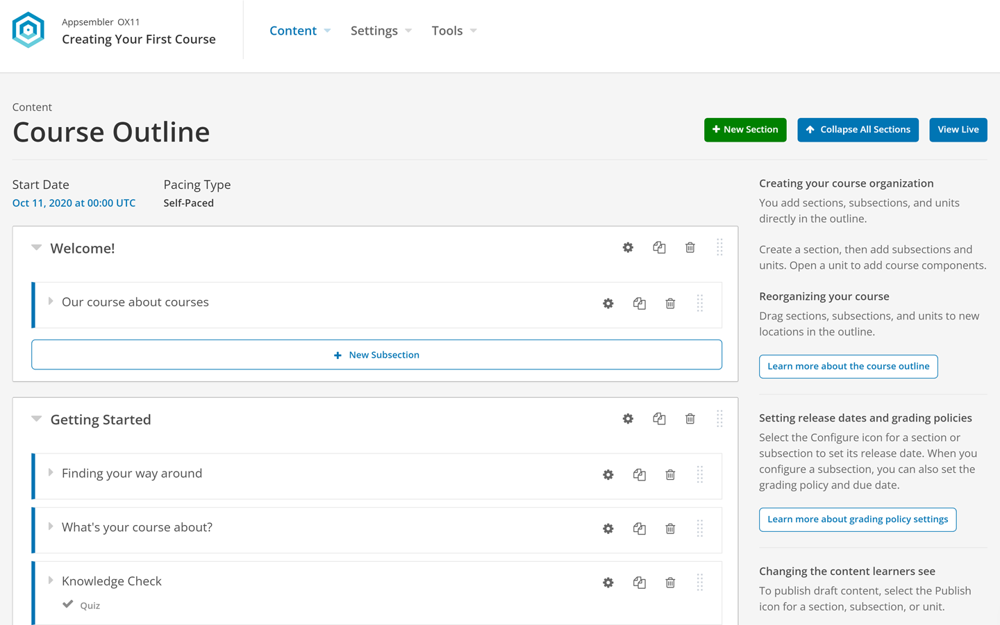 Appsembler OX11
Creating Your First Course
Content
Settings
Tools
Content
Course Outline
New Section
Collapse All Sections
View Live
Start Date
Oct 11, 2020 at 00:00 UTC
Pacing Type
Self-Paced
Welcome!
Our course about courses
New Subsection
Getting Started
Finding your way around
What's your course about?
Knowledge Check
Quiz
Creating your course organization
You add sections, subsections, and units
directly in the outline.
Create a section, then add subsections and
units. Open a unit to add course components.
Reorganizing your course
Drag sections, subsections, and units to new
locations in the outline.
Learn more about the course outline
Setting release dates and grading policies
Select the Configure icon for a section or
subsection to set its release date. When you
configure a subsection, you can also set the
grading policy and due date.
Learn more about grading policy settings
Changing the content learners see
To publish draft content, select the Publish
icon for a section, subsection, or unit.